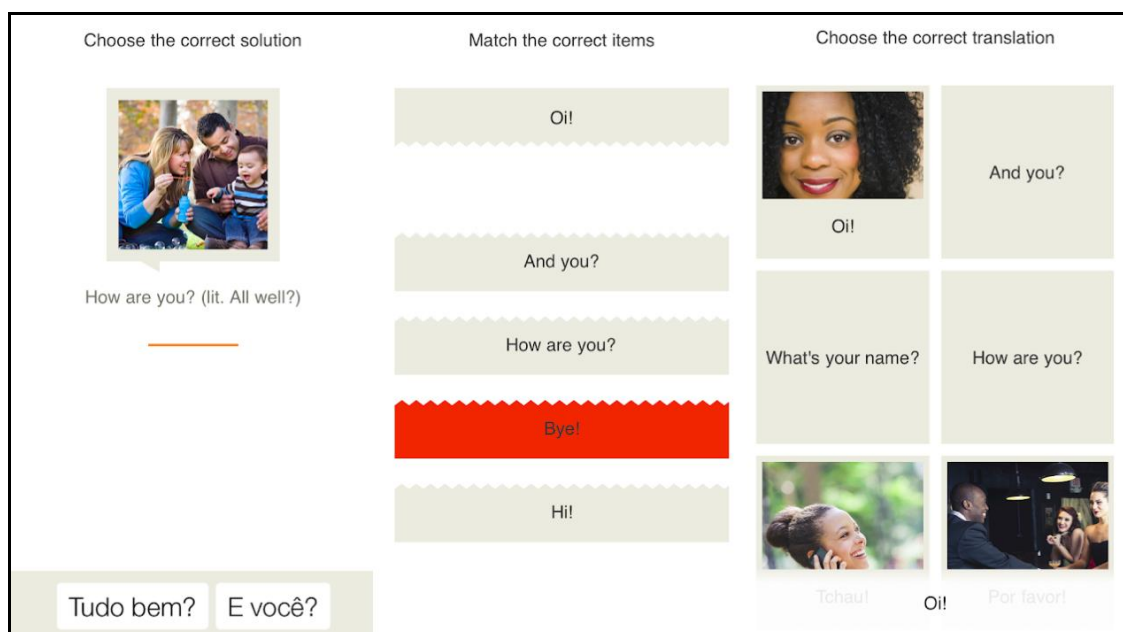 Choose the correct solution
How are you? (lit. All well?)
Tudo bem?
E você?
Match the correct items
Oi!
And you?
How are you?
Bye!
Hi!
Choose the correct translation
Oi!
And you?
What's your name?
How are you?
Tchau!
Por favor!
Oi!